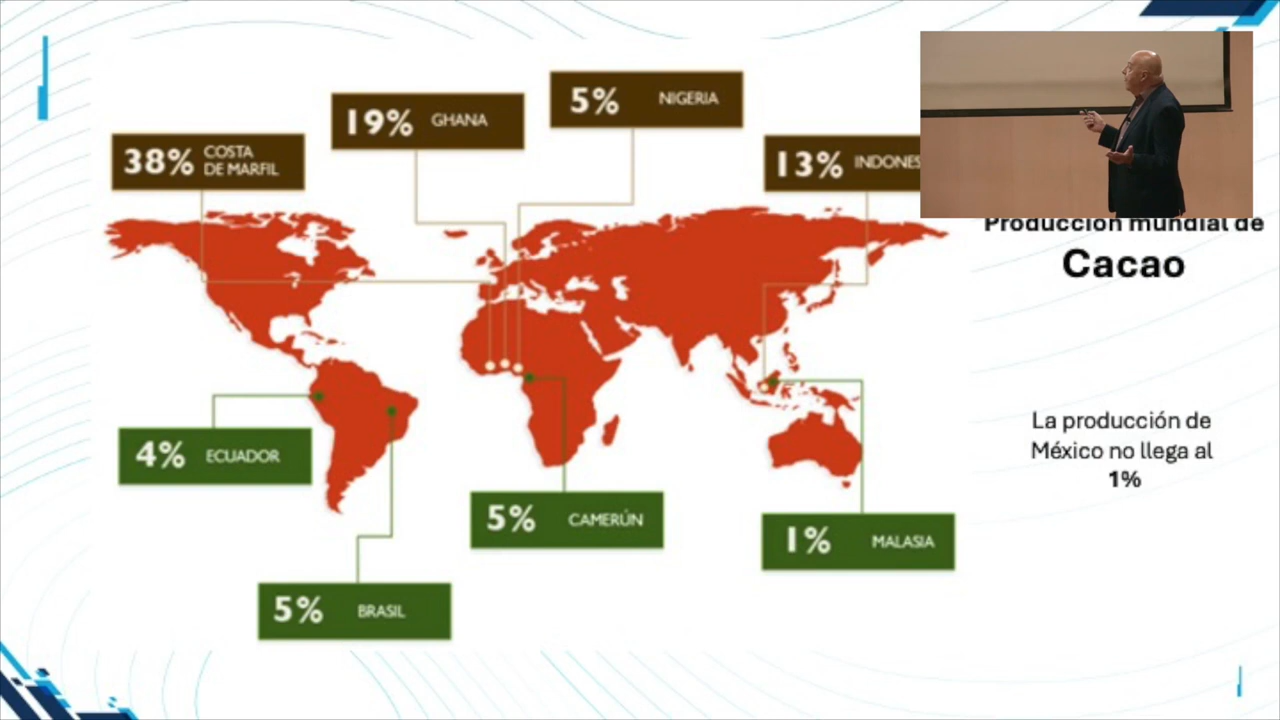 5% NIGERIA
19% GHANA
38% COSTA
DE MARFIL
13% INDONES
Producción mundial de
Cacao
4% ECUADOR
La producción de
México no llega al
1%
5% CAMERÚN
1% MALASIA
5% BRASIL